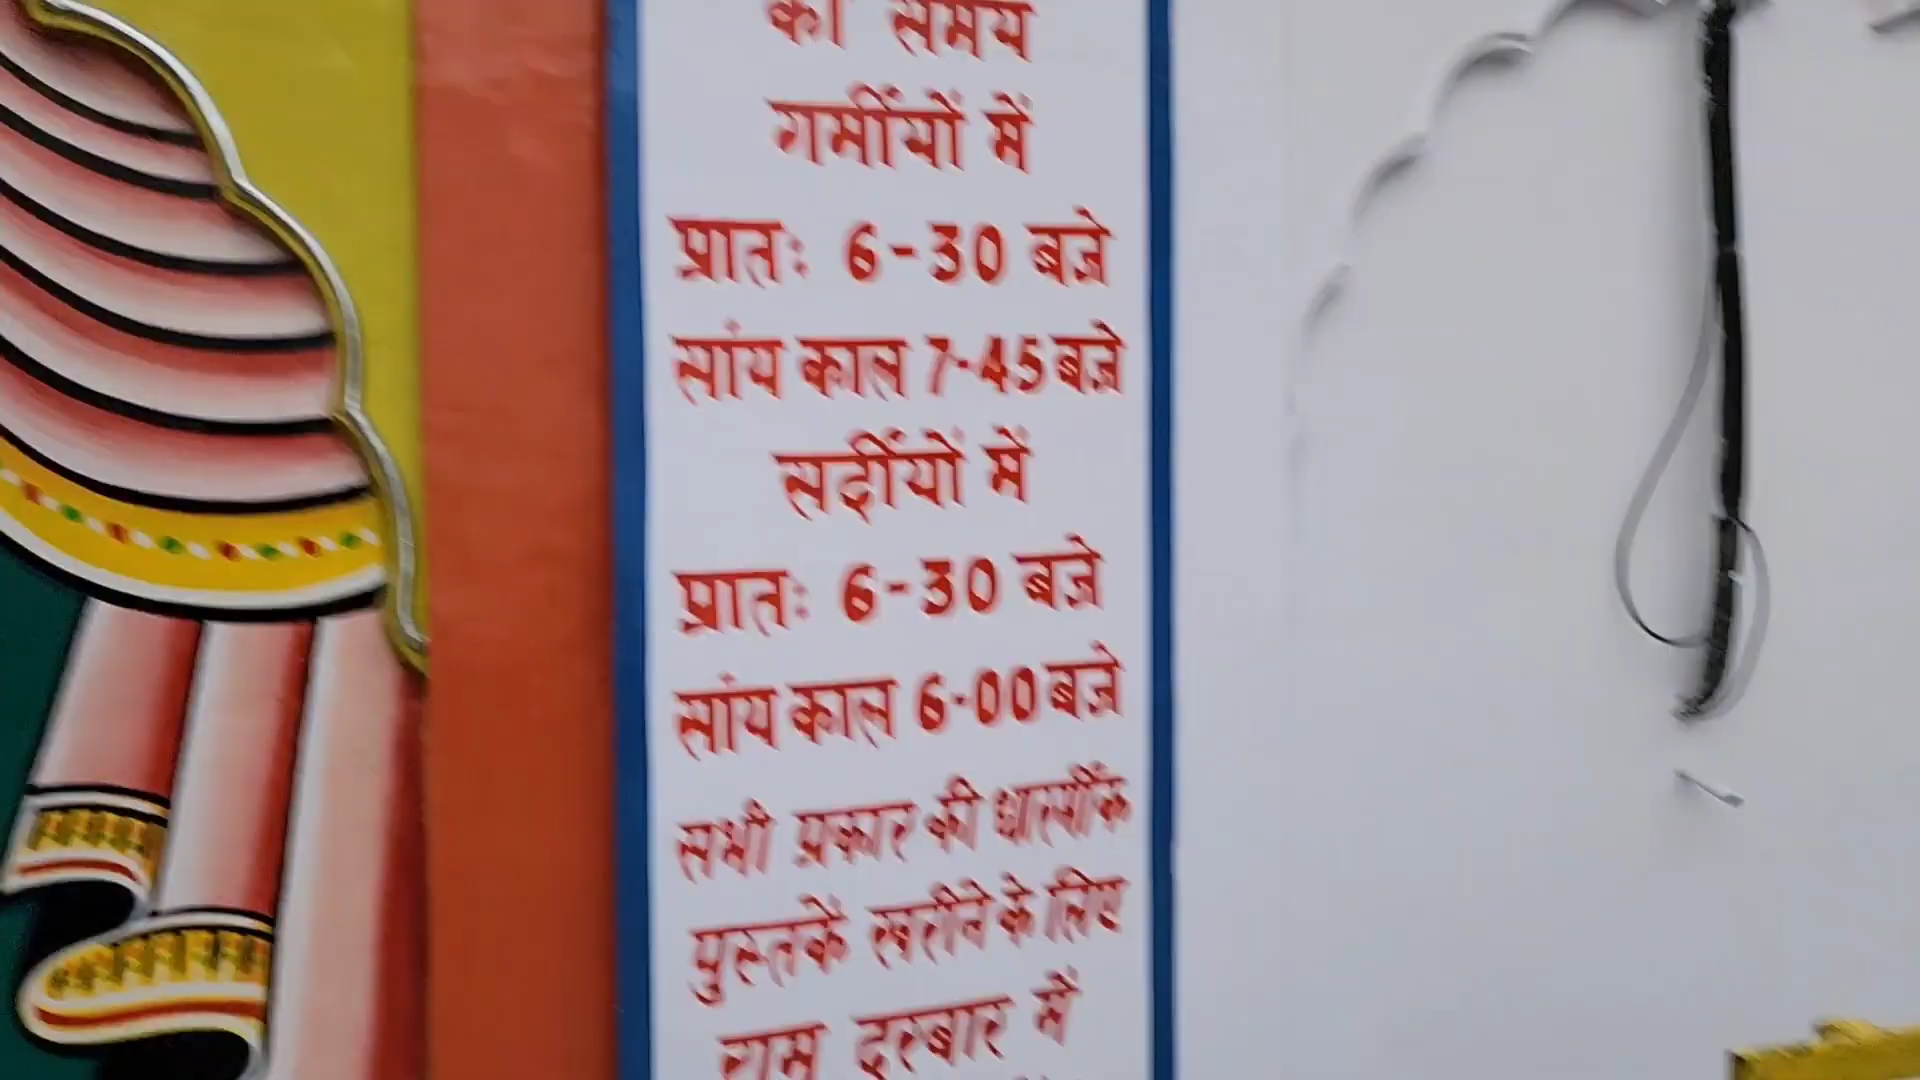 का समय
गर्मीयों में
प्रातः 6-30 बजे
सांय काल 7-45 बजे
सर्दीयों में
प्रातः 6-30 बजे
सांय काल 6-00 बजे
सभी प्रकार की धार्मीक
पुस्तकें खरीने के लिए
राम दरबार में